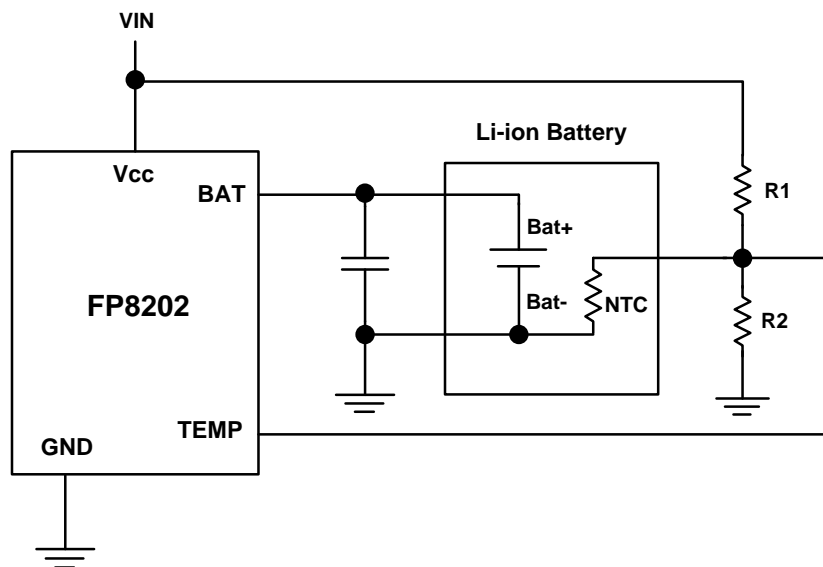 VIN
Li-ion Battery
Vcc
BAT
R1
Bat+
FP8202
Bat-
NTC
R2
TEMP
GND